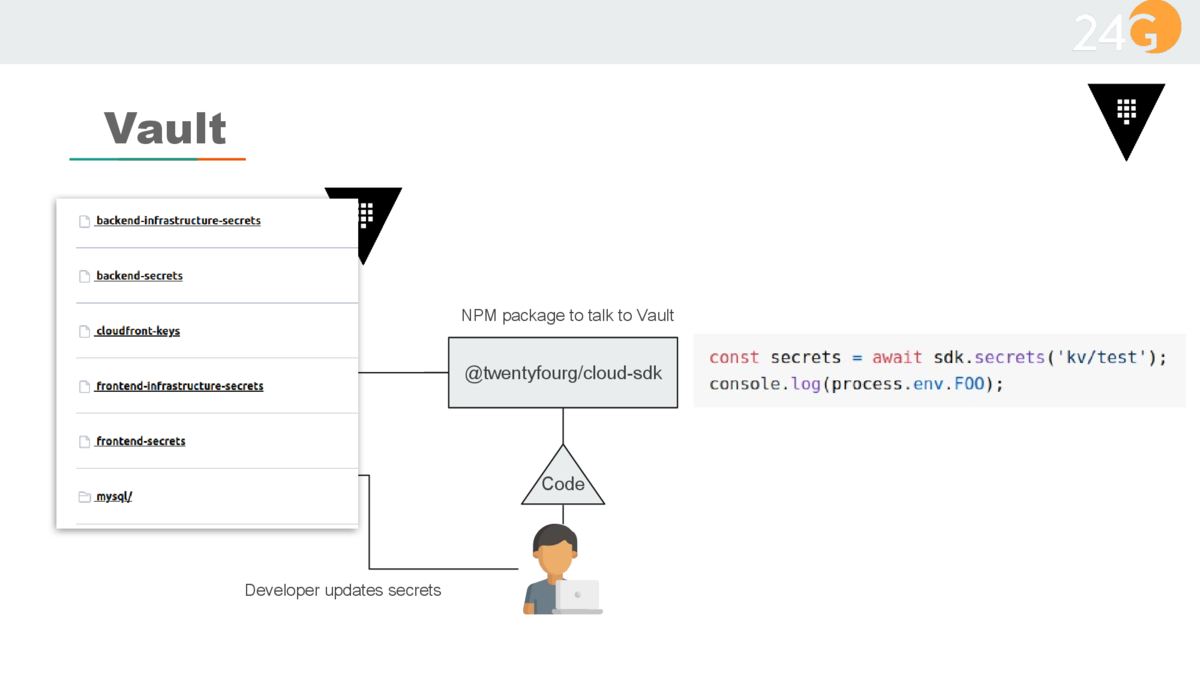 24G
Vault
backend-infrastructure-secrets
backend-secrets
cloudfront-keys
frontend-infrastructure-secrets
frontend-secrets
mysql/
NPM package to talk to Vault
@twentyfourg/cloud-sdk
const secrets = await sdk.secrets('kv/test');
console.log(process.env.FOO);
Code
Developer updates secrets